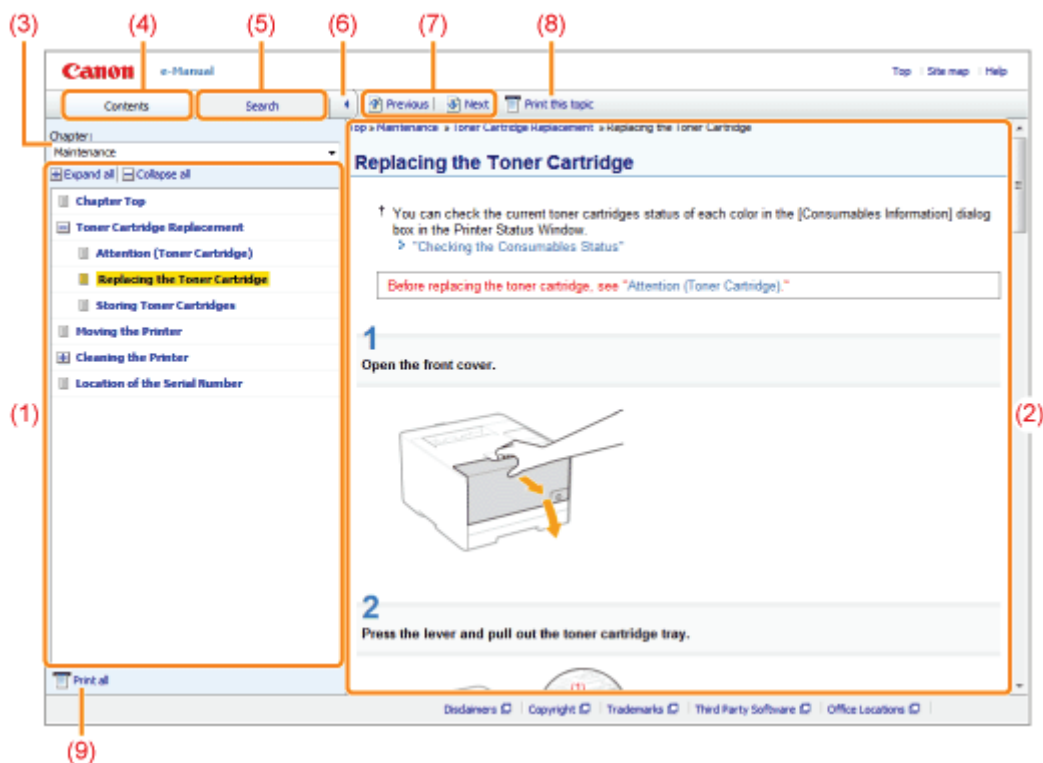 (3) (4) (5) (6) (7) (8)
Canon e-Manual Top Site map Help
Contents Search Previous Next Print this topic
Chapter:
Maintenance
Expand all Collapse all
Chapter Top
Toner Cartridge Replacement
Attention (Toner Cartridge)
Replacing the Toner Cartridge
Storing Toner Cartridges
Moving the Printer
Cleaning the Printer
Location of the Serial Number
(1)
Print all
(9)
Top » Maintenance » Toner Cartridge Replacement » Replacing the Toner Cartridge
Replacing the Toner Cartridge
† You can check the current toner cartridges status of each color in the [Consumables Information] dialog
box in the Printer Status Window.
> "Checking the Consumables Status"
Before replacing the toner cartridge, see "Attention (Toner Cartridge)."
1
Open the front cover.
(2)
2
Press the lever and pull out the toner cartridge tray.
(1)
Disclaimers Copyright Trademarks Third Party Software Office Locations